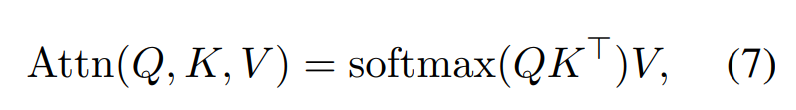 Attn(Q, K, V) = softmax(QK⊤)V, (7)